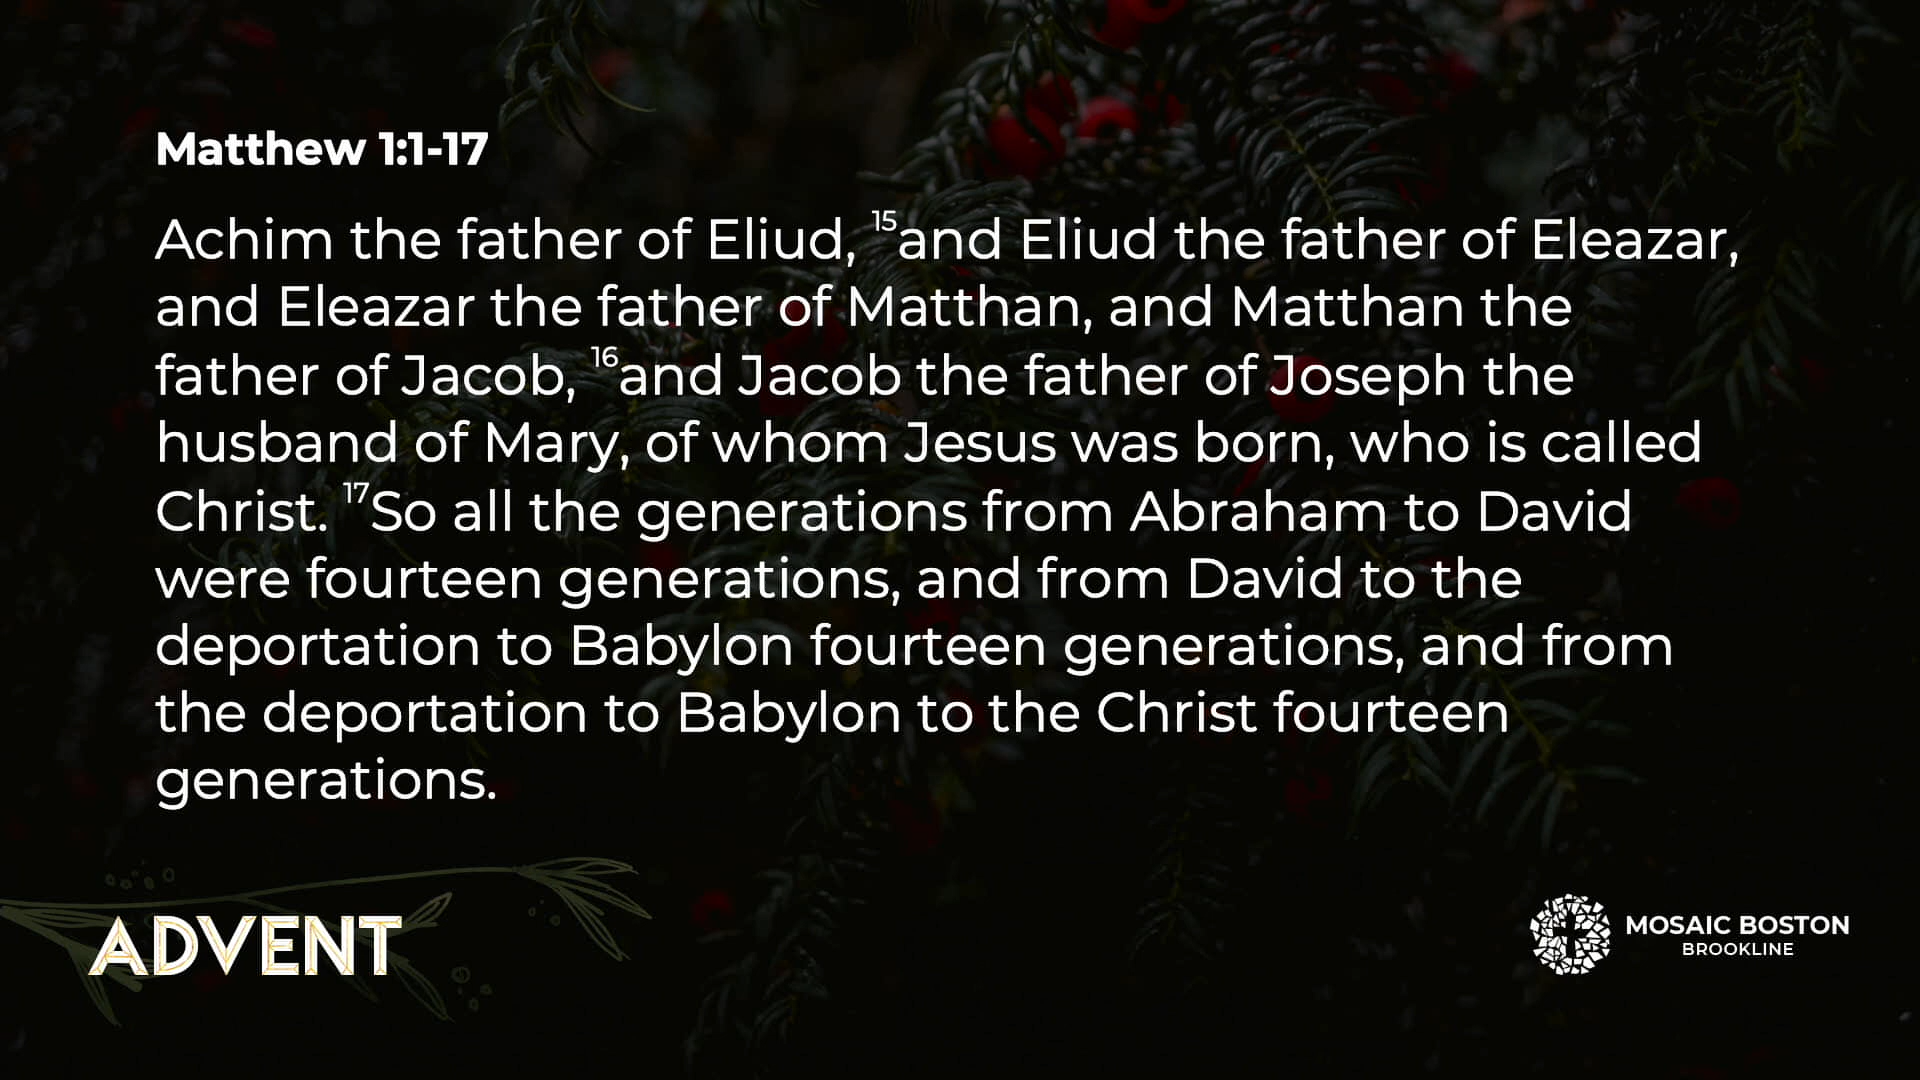 Matthew 1:1-17
Achim the father of Eliud, 15and Eliud the father of Eleazar,
and Eleazar the father of Matthan, and Matthan the
father of Jacob, 16and Jacob the father of Joseph the
husband of Mary, of whom Jesus was born, who is called
Christ. 17So all the generations from Abraham to David
were fourteen generations, and from David to the
deportation to Babylon fourteen generations, and from
the deportation to Babylon to the Christ fourteen
generations.
ADVENT
MOSAIC BOSTON
BROOKLINE